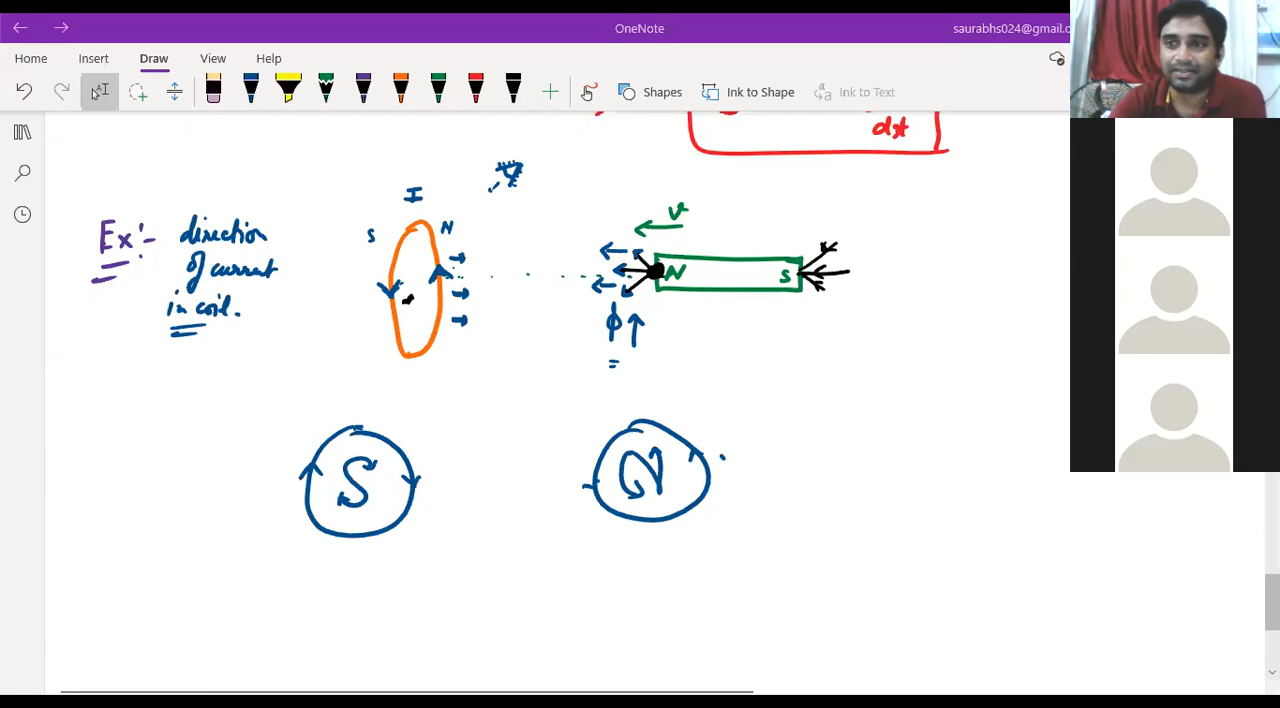 OneNote
saurabhs024@gmail.co
Home Insert Draw View Help
Shapes Ink to Shape Ink to Text
dt
I
Ex:- direction
of current
in coil.
S N
v
N S
φ ↑
=
S N